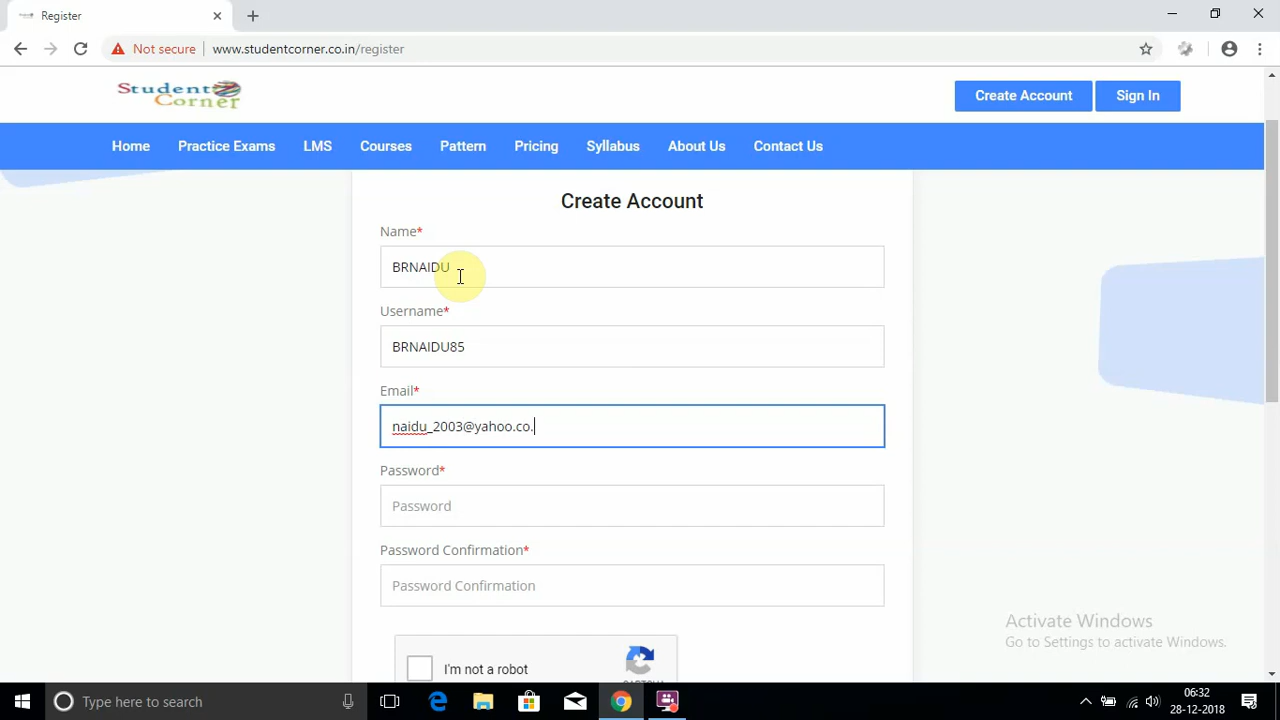 Register
Not secure
www.studentcorner.co.in/register
Student
Corner
Create Account
Sign In
Home
Practice Exams
LMS
Courses
Pattern
Pricing
Syllabus
About Us
Contact Us
Create Account
Name*
BRNAIDU
Username*
BRNAIDU85
Email*
naidu_2003@yahoo.co.
Password*
Password
Password Confirmation*
Password Confirmation
I'm not a robot
Activate Windows
Go to Settings to activate Windows.
Type here to search
06:32
28-12-2018